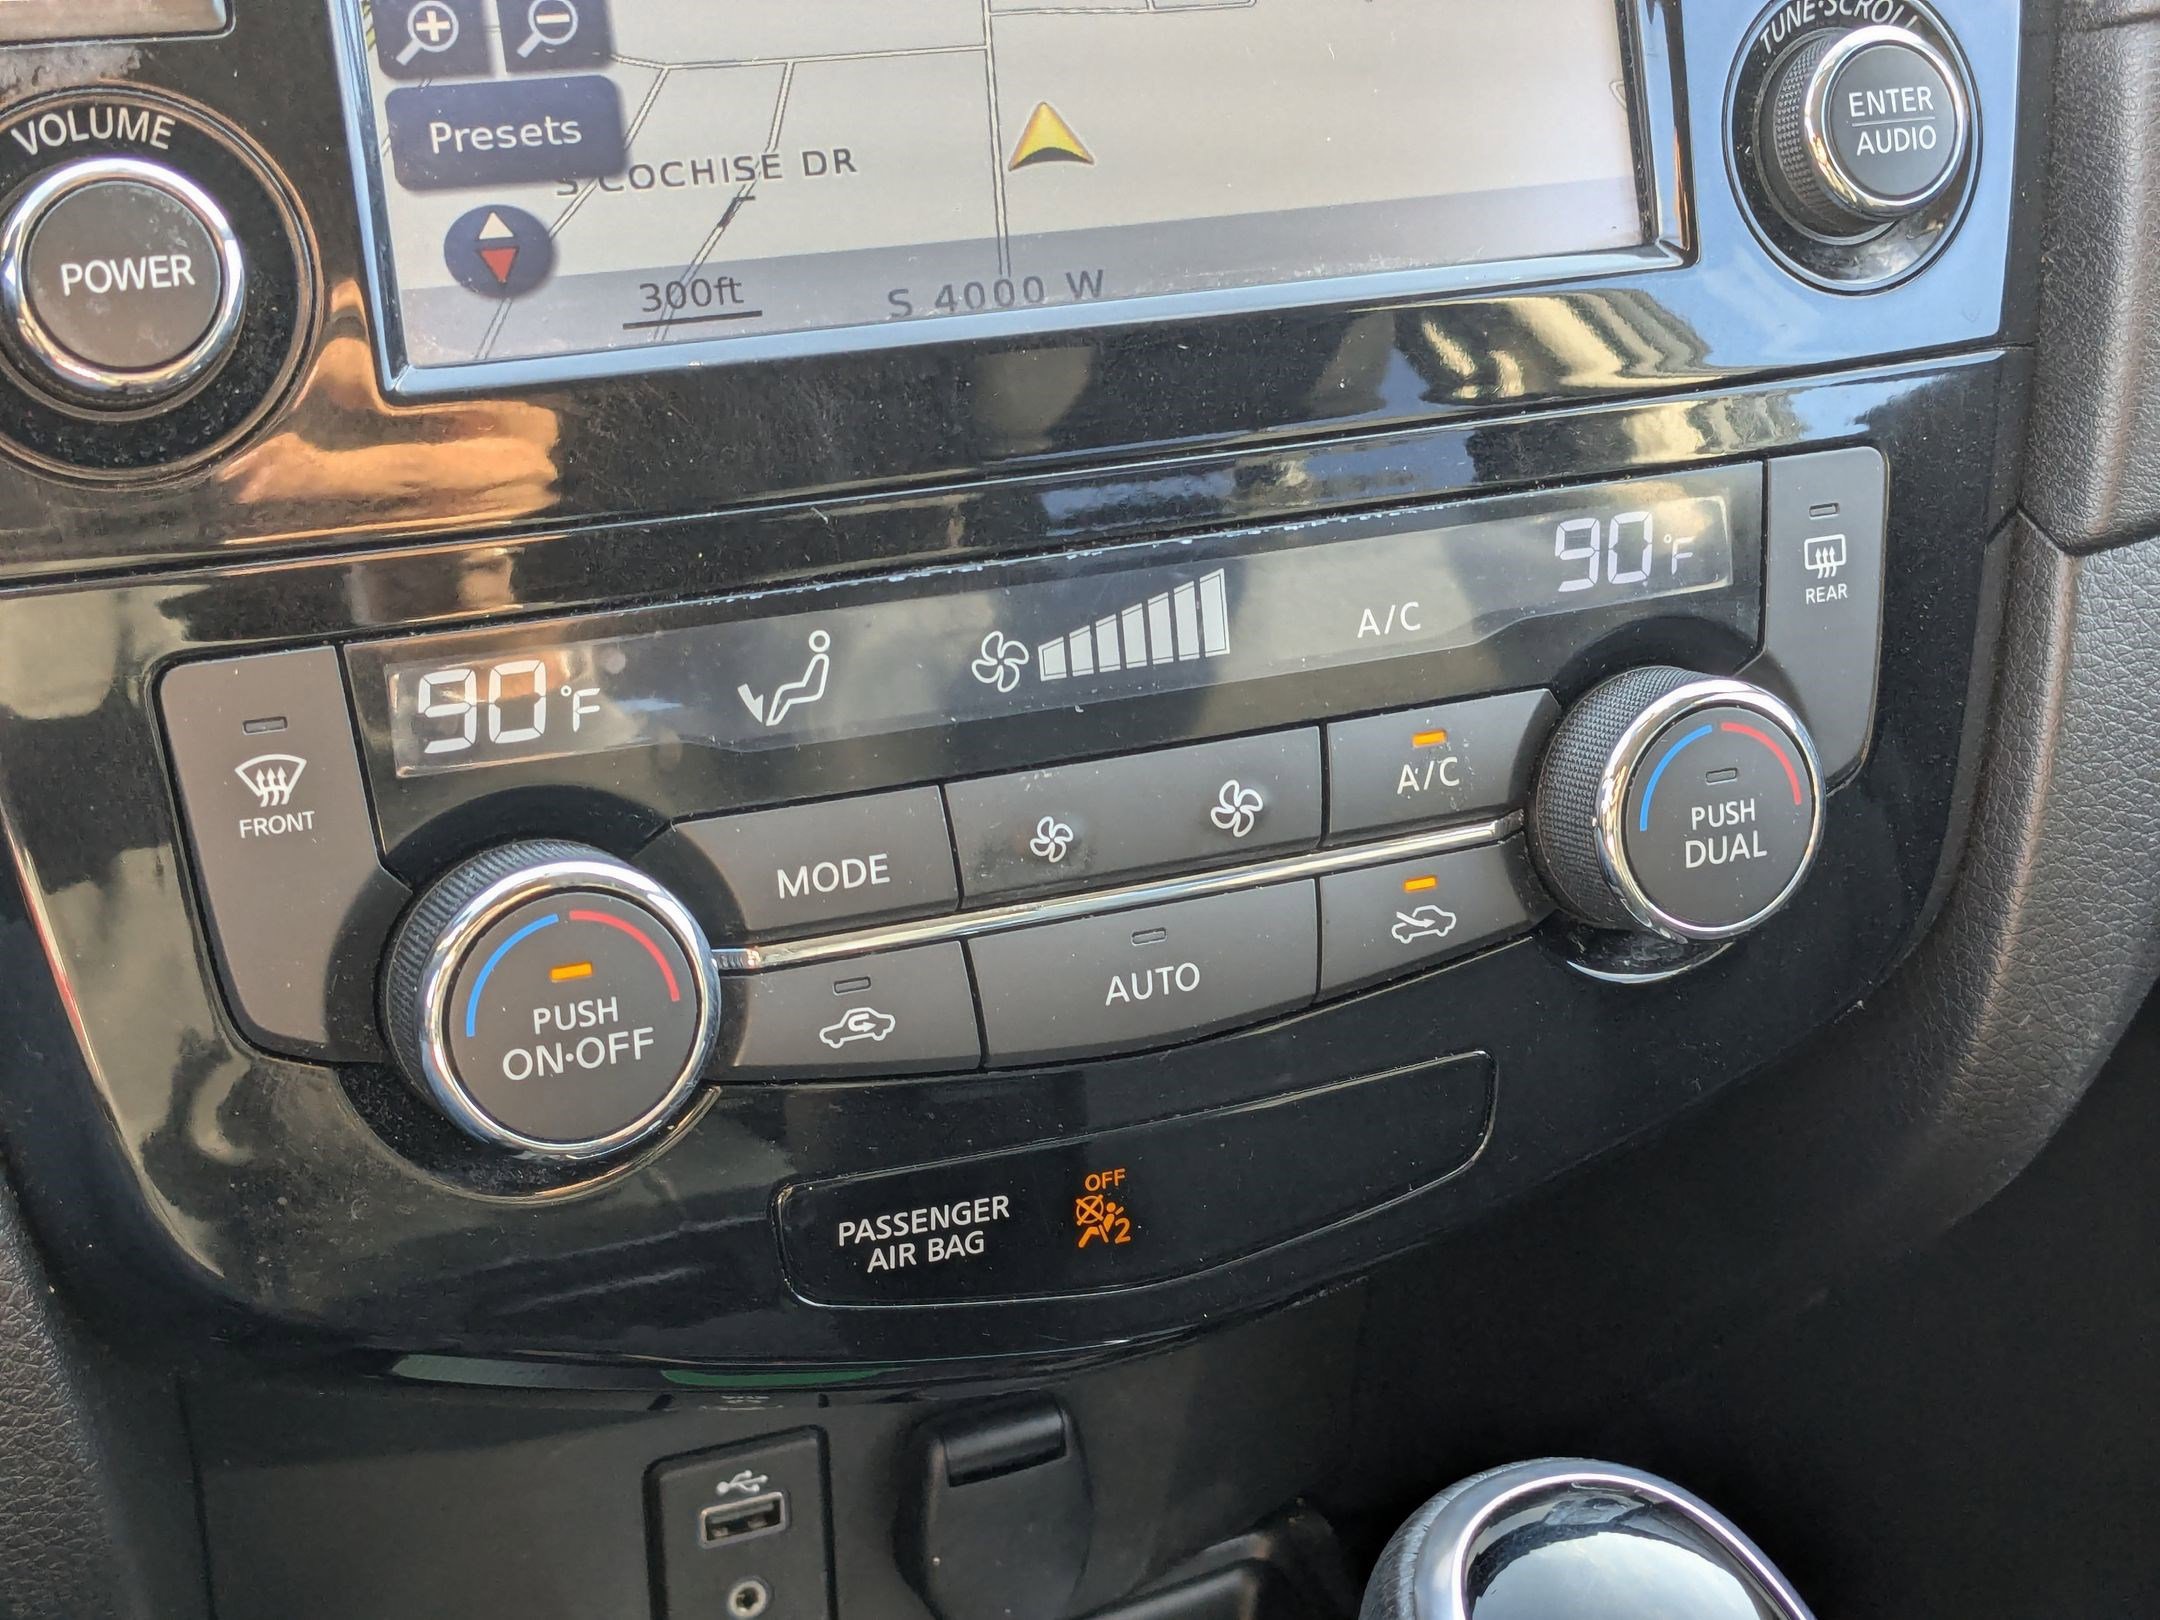 TUNE·SCROLL
VOLUME
POWER
Presets
S COCHISE DR
300ft
S 4000 W
ENTER
AUDIO
90°F
A/C
90°F
REAR
FRONT
MODE
A/C
PUSH
DUAL
PUSH
ON·OFF
AUTO
PASSENGER
AIR BAG
OFF
2